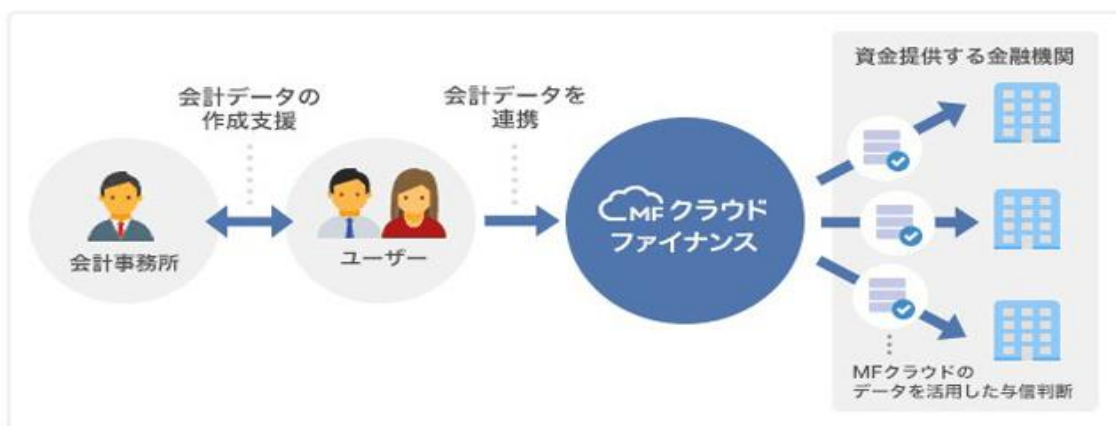 会計データの
作成支援
会計データを
連携
資金提供する金融機関
会計事務所
ユーザー
MFクラウド
ファイナンス
MFクラウドの
データを活用した与信判断